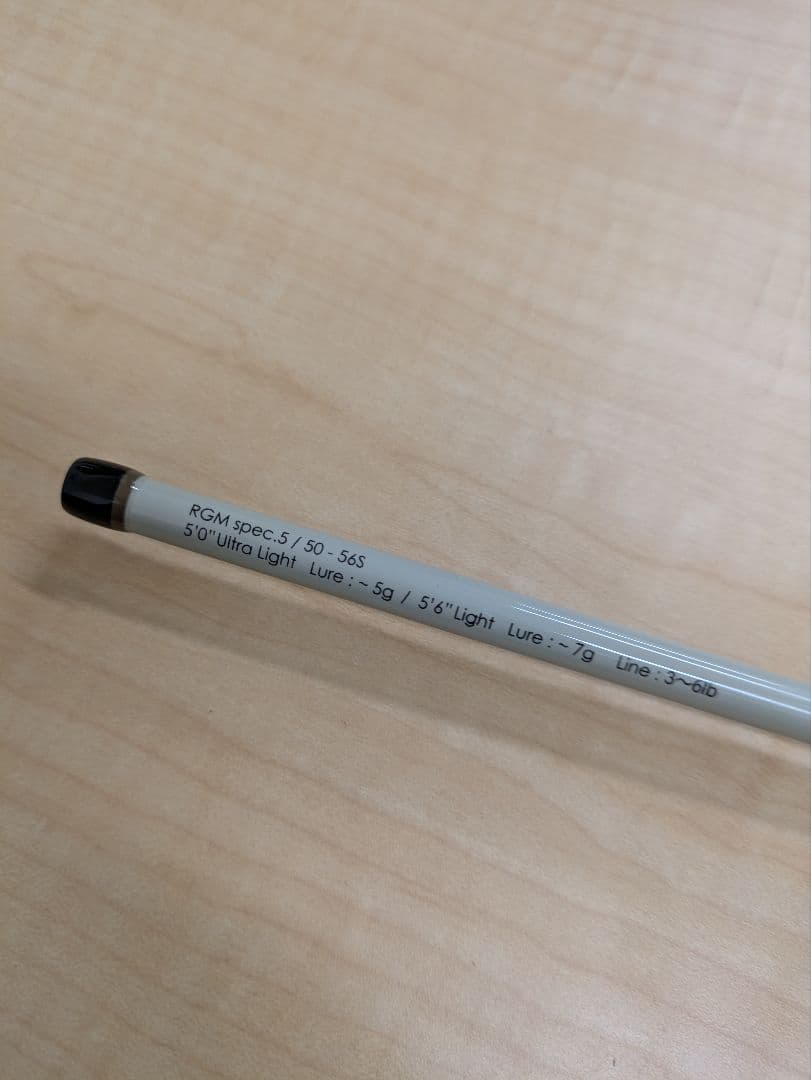 RGM spec.5 / 50 - 56S
5'0"Ultra Light Lure : ~ 5g / 5'6"Light Lure : ~ 7g Line : 3〜6lb